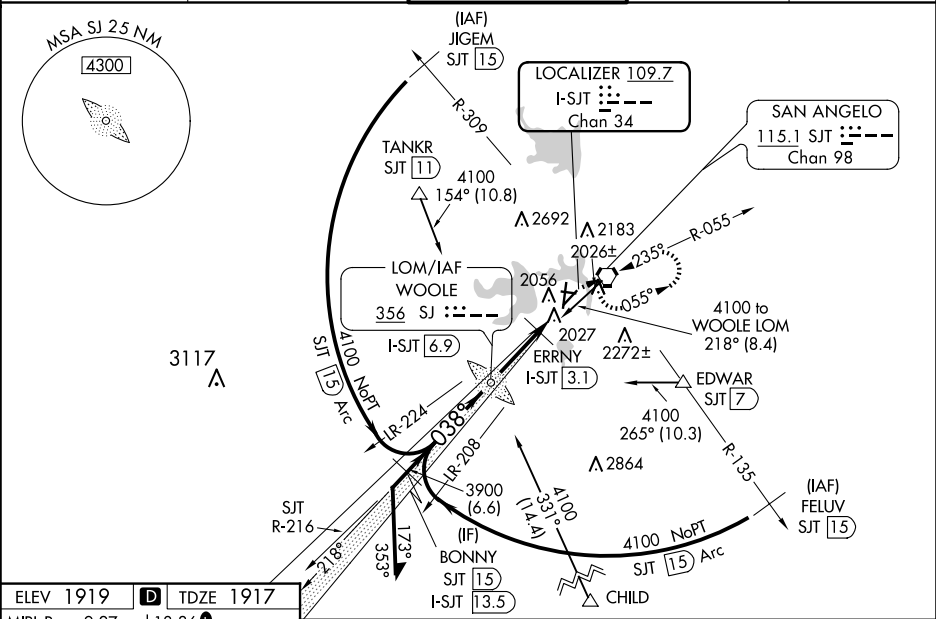 MSA SJ 25 NM
4300
(IAF)
JIGEM
SJT 15
R-309
LOCALIZER 109.7
I-SJT
Chan 34
SAN ANGELO
115.1 SJT
Chan 98
TANKR
SJT 11
4100
154° (10.8)
2692
2183
2026±
235°
R-055
055°
LOM/IAF
WOOLE
356 SJ
I-SJT 6.9
2056
2027
4100 to
WOOLE LOM
218° (8.4)
ERRNY
I-SJT 3.1
2272±
3117
4100 NoPT
SJT 15 Arc
EDWAR
SJT 7
4100
265° (10.3)
R-135
LR-224
038°
LR-208
2864
3900
(6.6)
4100
331°
(14.4)
(IAF)
FELUV
SJT 15
SJT
R-216
218°
173°
353°
(IF)
BONNY
SJT 15
I-SJT 13.5
4100 NoPT
SJT 15 Arc
CHILD
ELEV 1919 D TDZE 1917